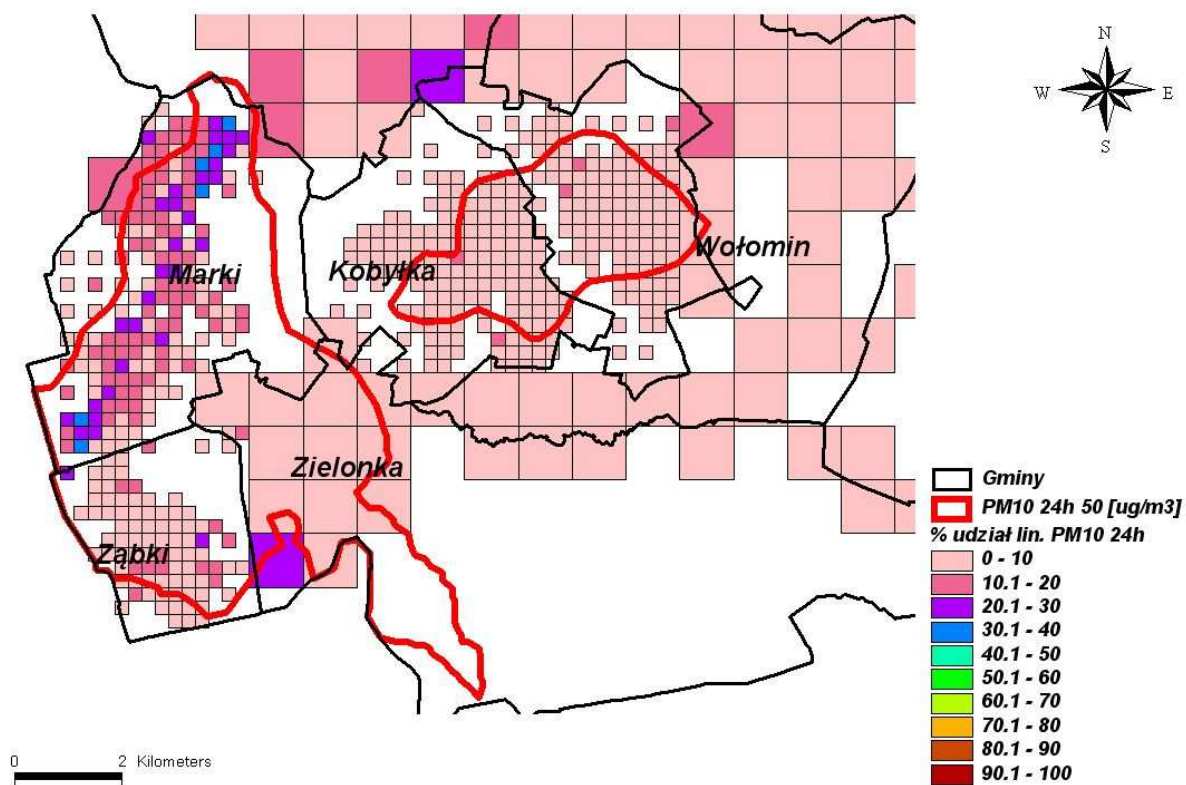 N
W
E
S
Marki
Kobyłka
Wołomin
Zielonka
Ząbki
Gminy
PM10 24h 50 [ug/m3]
% udział lin. PM10 24h
0 - 10
10.1 - 20
20.1 - 30
30.1 - 40
40.1 - 50
50.1 - 60
60.1 - 70
70.1 - 80
80.1 - 90
90.1 - 100
0 2 Kilometers